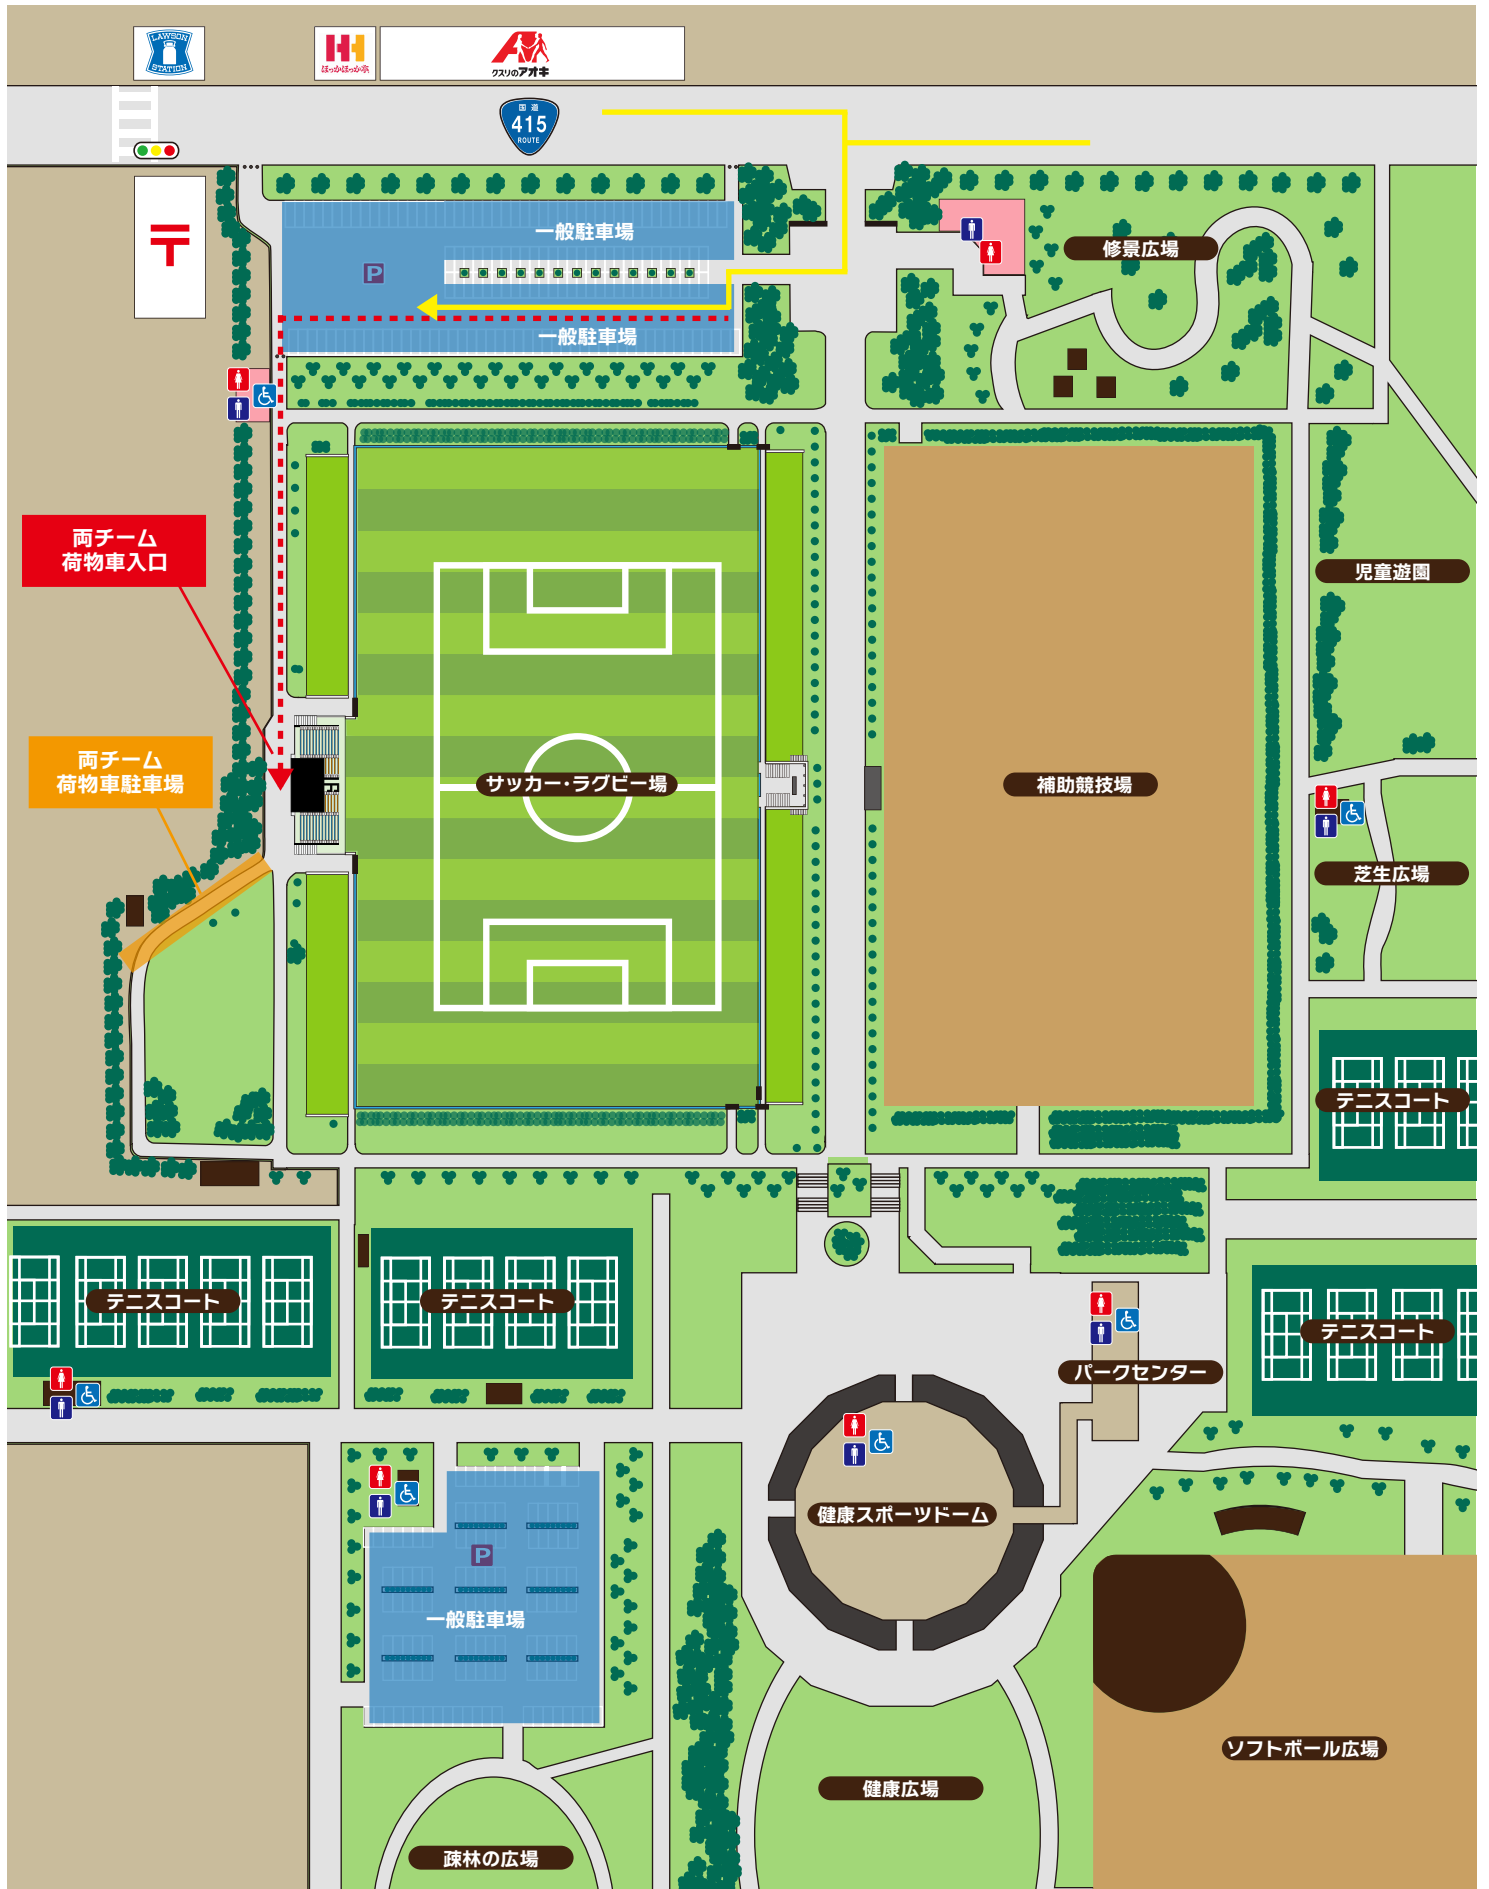 LAWSON
STATION
ほっかほっか亭
クスリのアオキ
国道
415
ROUTE
一般駐車場
P
一般駐車場
修景広場
両チーム
荷物車入口
児童遊園
両チーム
荷物車駐車場
サッカー・ラグビー場
補助競技場
芝生広場
テニスコート
テニスコート
テニスコート
テニスコート
パークセンター
健康スポーツドーム
P
一般駐車場
ソフトボール広場
健康広場
疎林の広場